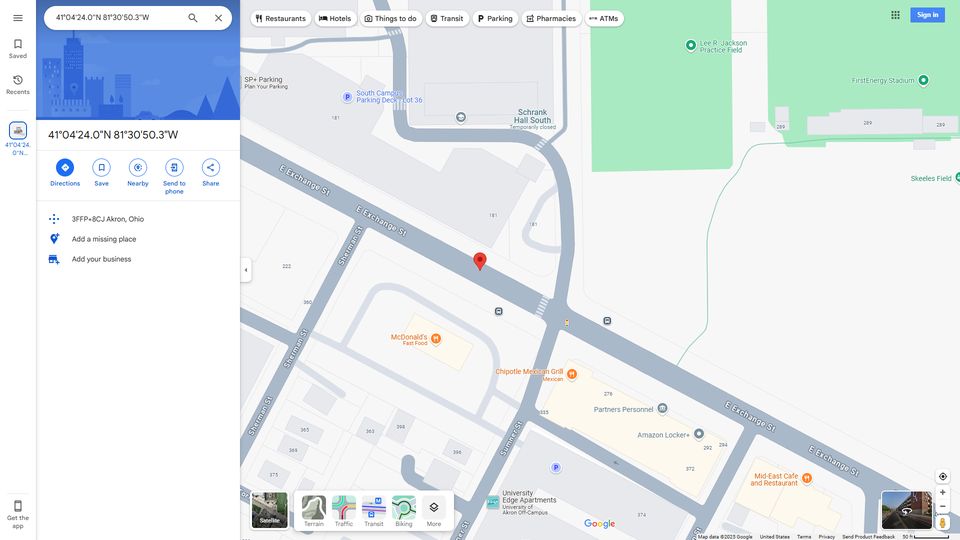 41°04'24.0"N 81°30'50.3"W
Restaurants
Hotels
Things to do
Transit
Parking
Pharmacies
ATMs
Sign in
Saved
Recents
41°04'24.
0"N...
Get the
app
41°04'24.0"N 81°30'50.3"W
Directions
Save
Nearby
Send to
phone
Share
3FFP+8CJ Akron, Ohio
Add a missing place
Add your business
SP+ Parking
Plan Your Parking
South Campus
Parking Deck - Lot 36
181
Schrank
Hall South
Temporarily closed
Lee R. Jackson
Practice Field
FirstEnergy Stadium
289
289
289
Skeeles Field
E Exchange St
E Exchange St
E Exchange St
181
181
Sherman St
222
360
McDonald's
Fast Food
Sherman St
Chipotle Mexican Grill
Mexican
276
Partners Personnel
E Exchange St
Amazon Locker+
292
294
E Exchange St
335
372
Sumner St
Sherman St
365
363
398
368
375
374
Mid-East Cafe
and Restaurant
University
Edge Apartments
University of
Akron Off-Campus
Satellite
Terrain
Traffic
Transit
Biking
More
Google
Map data ©2025 Google
United States
Terms
Privacy
Send Product Feedback
50 ft